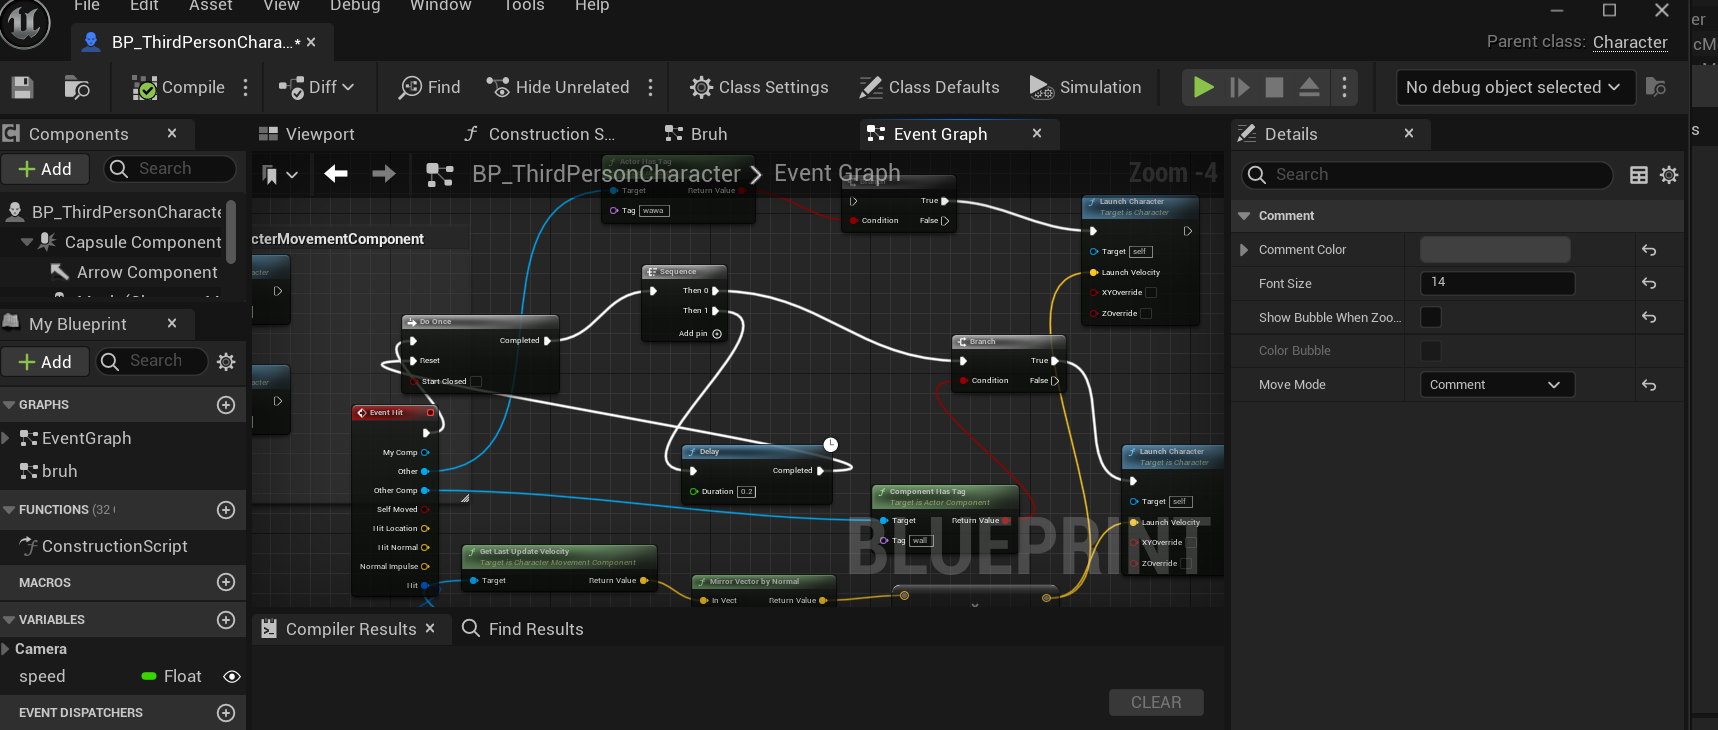 File Edit Asset View Debug Window Tools Help
BP_ThirdPersonChara...*
Parent class: Character
er
cM
Compile Diff Find Hide Unrelated Class Settings Class Defaults Simulation No debug object selected
Components Viewport Construction S... Bruh Event Graph Details
s
Add Search
BP_ThirdPersonCharacter > Event Graph
Zoom -4
Search
BP_ThirdPersonCharacte
Capsule Component
Arrow Component
My Blueprint
Add Search
GRAPHS
EventGraph
bruh
FUNCTIONS (32
ConstructionScript
MACROS
VARIABLES
Camera
speed Float
EVENT DISPATCHERS
cterMovementComponent
acter
acter
Actor Has Tag
Target Return Value
Tag wawa
Branch
True
Condition False
Launch Character
Target is Character
Target self
Launch Velocity
XYOverride
ZOverride
Sequence
Then 0
Then 1
Add pin
Do Once
Completed
Reset
Start Closed
Branch
True
Condition False
Event Hit
My Comp
Other
Other Comp
Self Moved
Hit Location
Hit Normal
Normal Impulse
Hit
Delay
Completed
Duration 0.2
Launch Character
Target is Character
Target self
Launch Velocity
XYOverride
ZOverride
Component Has Tag
Target is Actor Component
Target Return Value
Tag wall
BLUEPRINT
Get Last Update Velocity
Target is Character Movement Component
Target Return Value
Mirror Vector by Normal
In Vect Return Value
Compiler Results Find Results
CLEAR
Comment
Comment Color
Font Size 14
Show Bubble When Zoo...
Color Bubble
Move Mode Comment